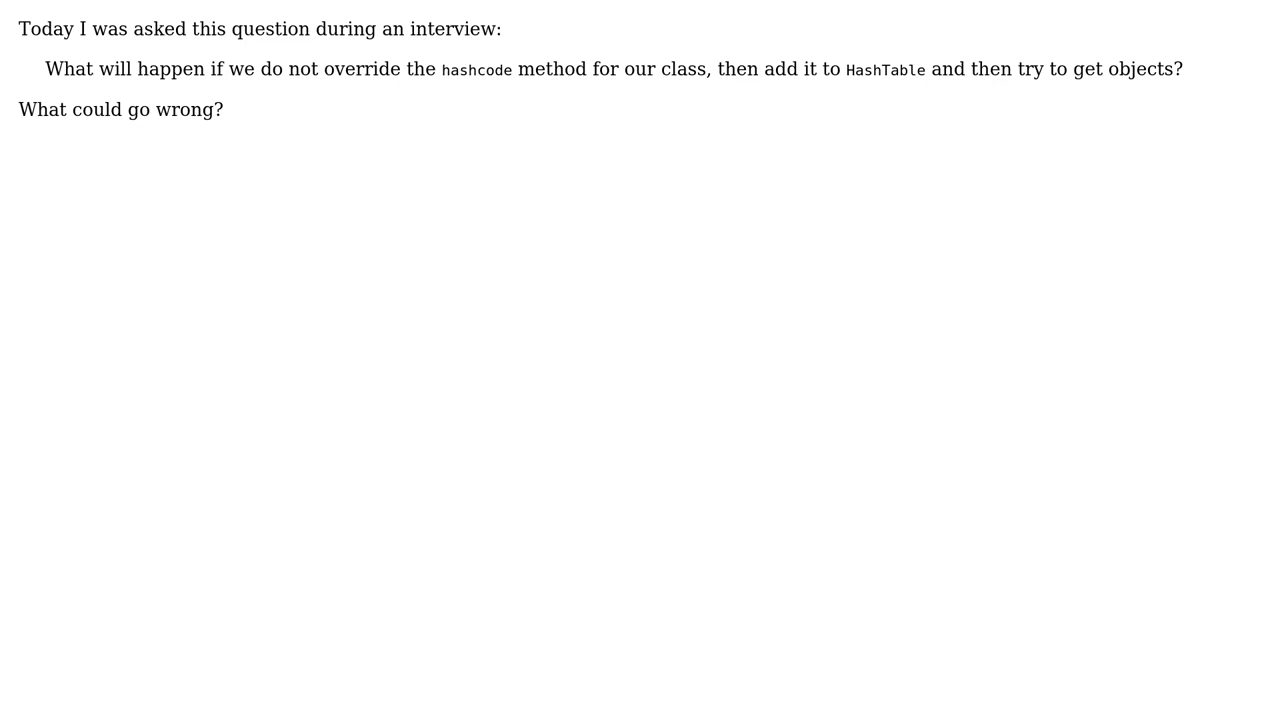 Today I was asked this question during an interview:
What will happen if we do not override the hashcode method for our class, then add it to HashTable and then try to get objects?
What could go wrong?